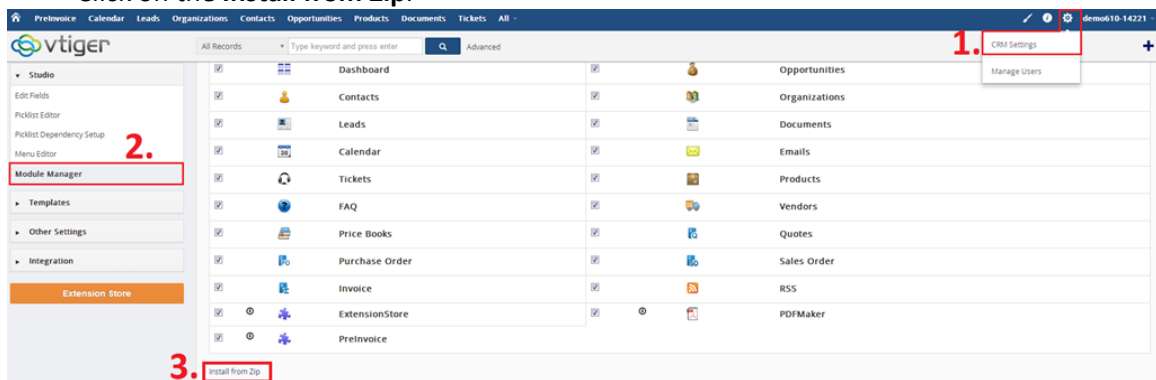 Click on the Install from Zip.
PreInvoice Calendar Leads Organizations Contacts Opportunities Products Documents Tickets All
demo610-14221
vtiger
All Records Type keyword and press enter Advanced
1.
CRM Settings
Manage Users
Studio
Edit Fields
Picklist Editor
Picklist Dependency Setup
Menu Editor
2.
Module Manager
Templates
Other Settings
Integration
Extension Store
Dashboard Opportunities
Contacts Organizations
Leads Documents
Calendar Emails
Tickets Products
FAQ Vendors
Price Books Quotes
Purchase Order Sales Order
Invoice RSS
ExtensionStore PDFMaker
PreInvoice
3.
Install from Zip